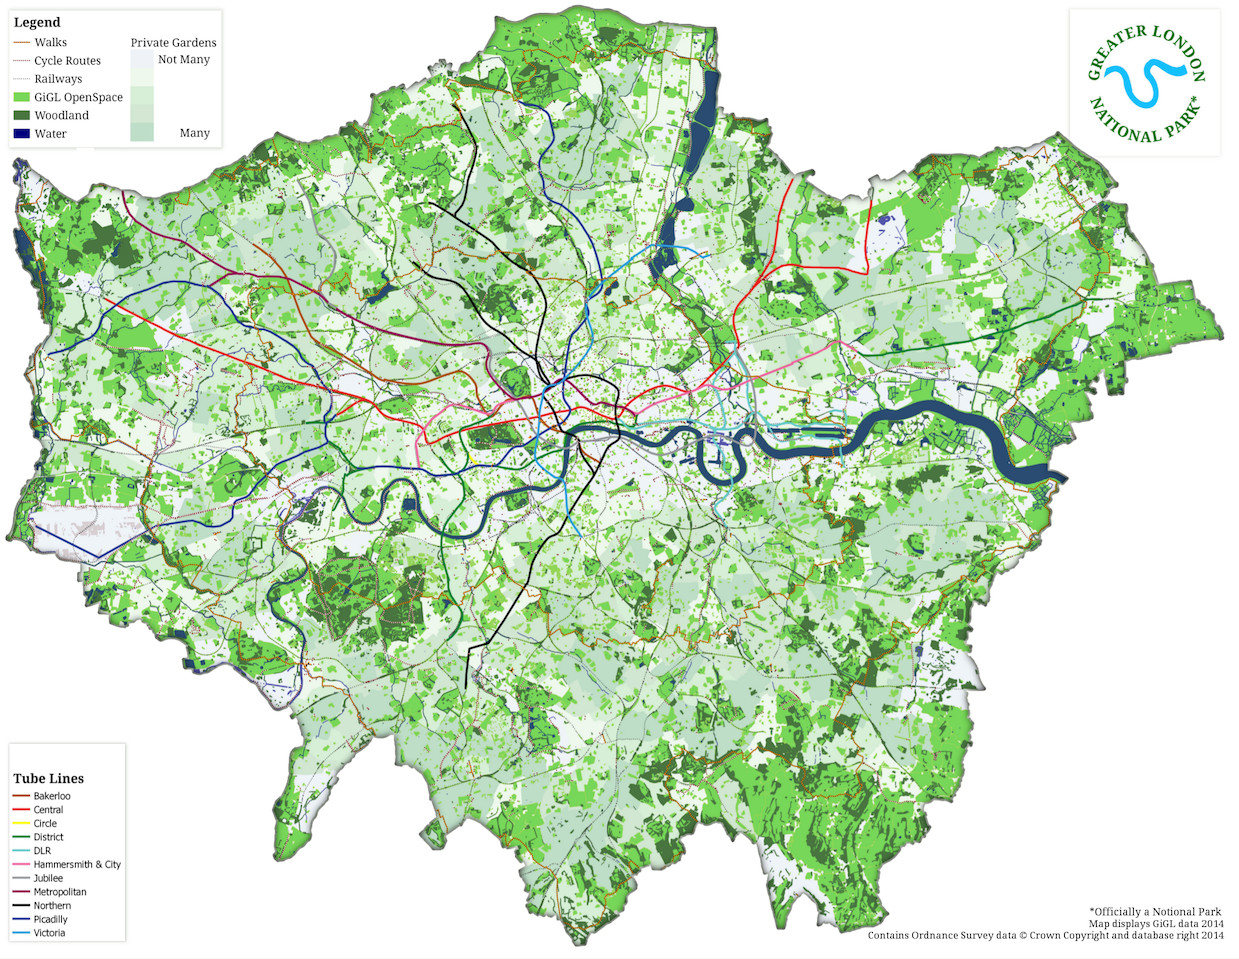 Legend
Walks
Cycle Routes
Railways
GiGL OpenSpace
Woodland
Water
Private Gardens
Not Many
Many
GREATER LONDON
NATIONAL PARK*
Tube Lines
Bakerloo
Central
Circle
District
DLR
Hammersmith & City
Jubilee
Metropolitan
Northern
Picadilly
Victoria
*Officially a Notional Park
Map displays GiGL data 2014
Contains Ordnance Survey data © Crown Copyright and database right 2014